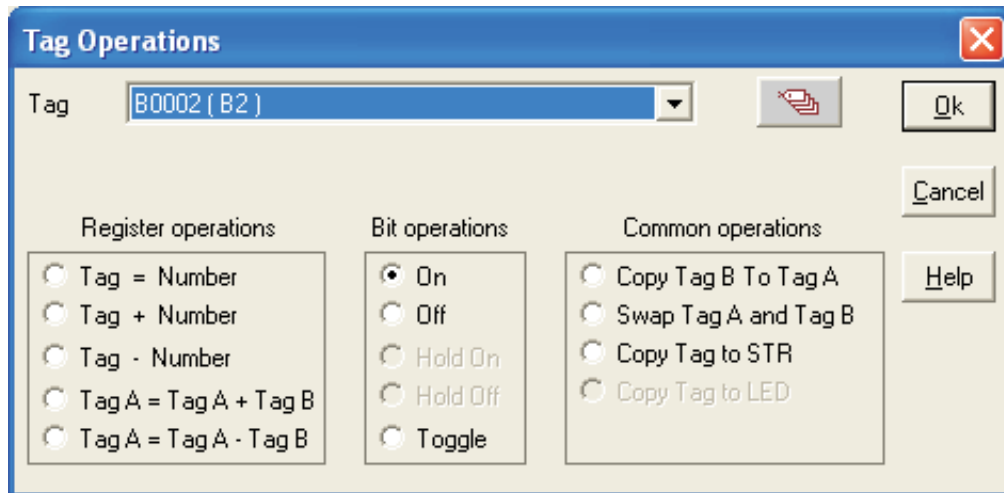 Tag Operations
Tag B0002 ( B2 )
Ok
Cancel
Help
Register operations
Tag = Number
Tag + Number
Tag - Number
Tag A = Tag A + Tag B
Tag A = Tag A - Tag B
Bit operations
On
Off
Hold On
Hold Off
Toggle
Common operations
Copy Tag B To Tag A
Swap Tag A and Tag B
Copy Tag to STR
Copy Tag to LED